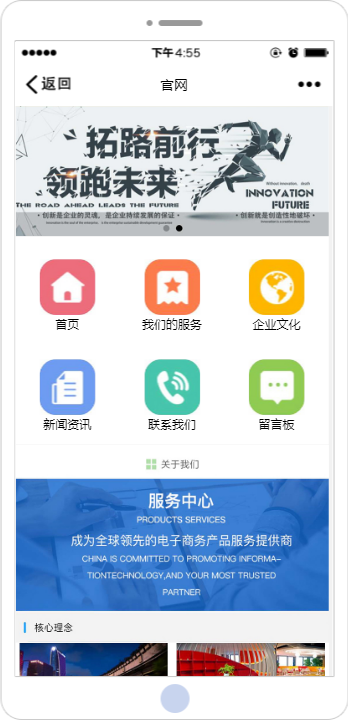 下午4:55
返回
官网
拓路前行
领跑未来
THE ROAD AHEAD LEADS THE FUTURE
INNOVATION
FUTURE
• 创新是企业的灵魂，是企业持续发展的保证 •
• 创新就是创造性地破坏 •
首页
我们的服务
企业文化
新闻资讯
联系我们
留言板
关于我们
服务中心
PRODUCTS SERVICES
成为全球领先的电子商务产品服务提供商
CHINA IS COMMITTED TO PROMOTING INFORMA–
TIONTECHNOLOGY,AND YOUR MOST TRUSTED
PARTNER
核心理念